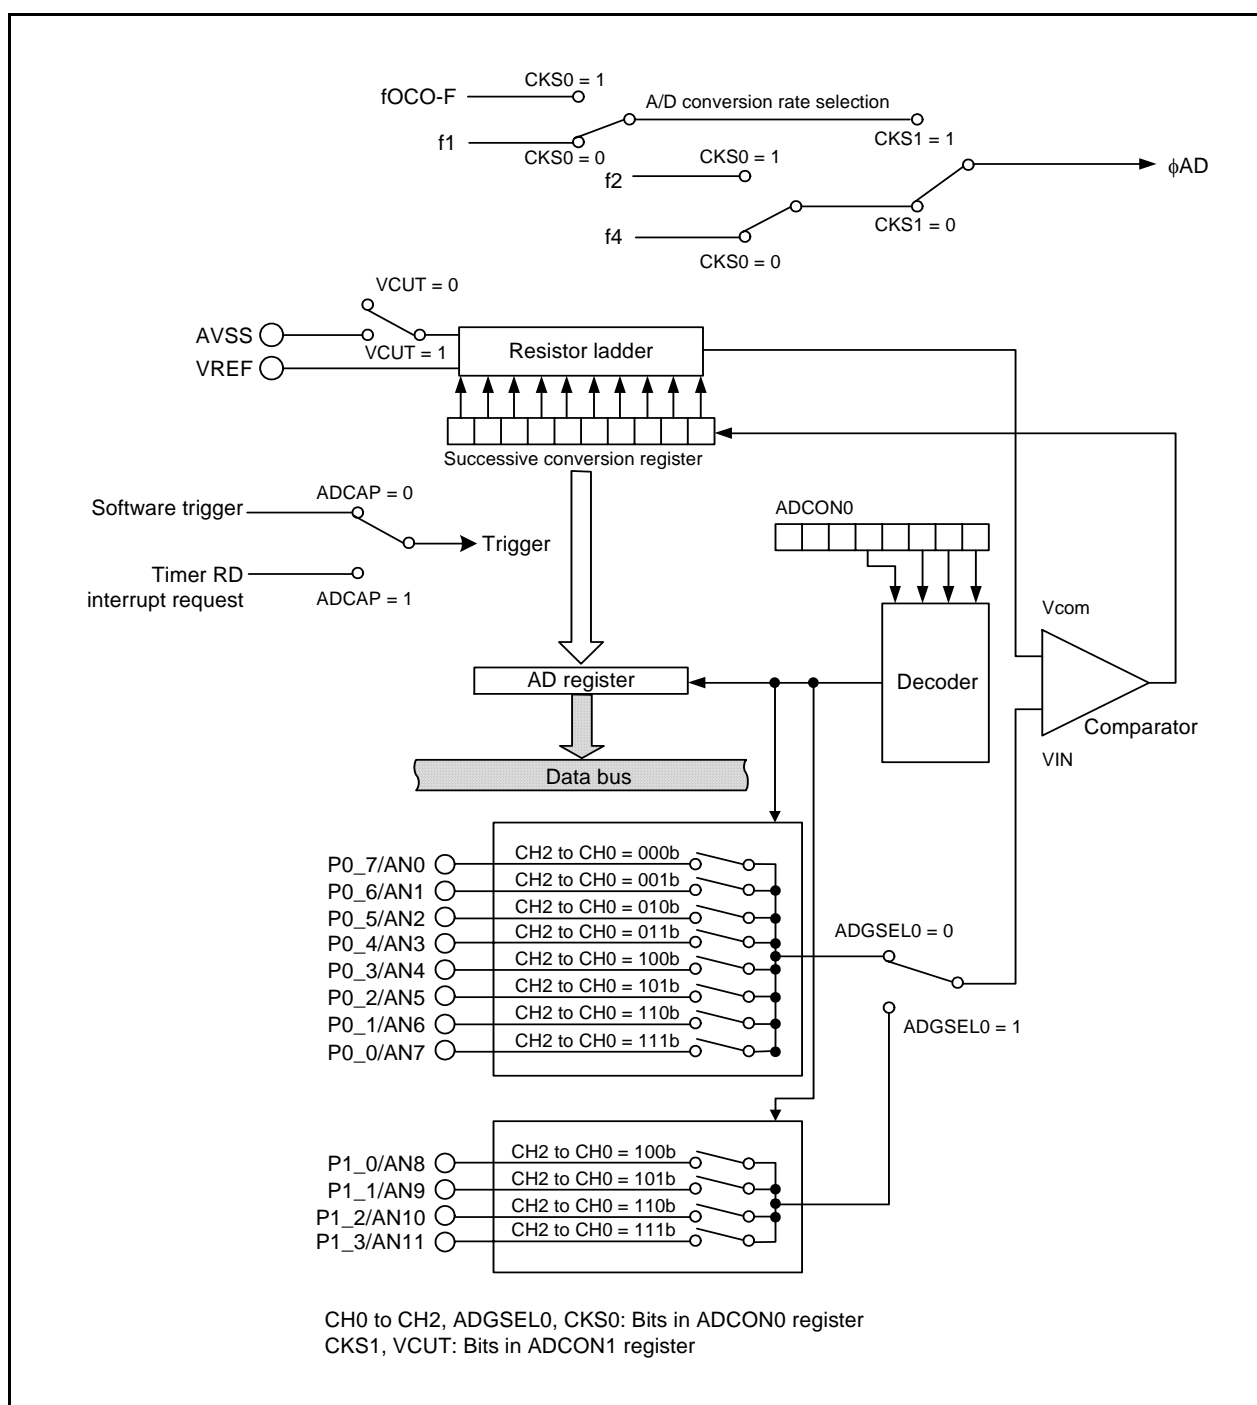 CKS0 = 1
fOCO-F
A/D conversion rate selection
f1
CKS0 = 0
CKS1 = 1
CKS0 = 1
f2
ϕAD
f4
CKS1 = 0
CKS0 = 0
VCUT = 0
AVSS
Resistor ladder
VCUT = 1
VREF
Successive conversion register
ADCAP = 0
Software trigger
ADCON0
Trigger
Timer RD
interrupt request
ADCAP = 1
Vcom
AD register
Decoder
Comparator
VIN
Data bus
P0_7/AN0 CH2 to CH0 = 000b
P0_6/AN1 CH2 to CH0 = 001b
P0_5/AN2 CH2 to CH0 = 010b
P0_4/AN3 CH2 to CH0 = 011b
ADGSEL0 = 0
P0_3/AN4 CH2 to CH0 = 100b
P0_2/AN5 CH2 to CH0 = 101b
P0_1/AN6 CH2 to CH0 = 110b
ADGSEL0 = 1
P0_0/AN7 CH2 to CH0 = 111b
P1_0/AN8 CH2 to CH0 = 100b
P1_1/AN9 CH2 to CH0 = 101b
P1_2/AN10 CH2 to CH0 = 110b
P1_3/AN11 CH2 to CH0 = 111b
CH0 to CH2, ADGSEL0, CKS0: Bits in ADCON0 register
CKS1, VCUT: Bits in ADCON1 register